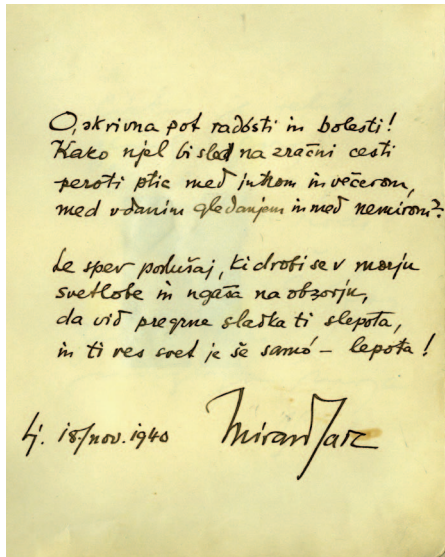 O, skrivna pot radosti in bolesti!
Kako njel bi sled na zračni cesti
peroti ptic med jutrom in večerom,
med vdanim gledanjem in med nemirom?
Le spev poslušaj, ki drobi se v morju
svetlobe in ugaša na obzorju,
da vid pregrne sladka ti slepota,
in ti ves svet je še samó – lepota!
Lj. 18./nov. 1940 Miran Jarc